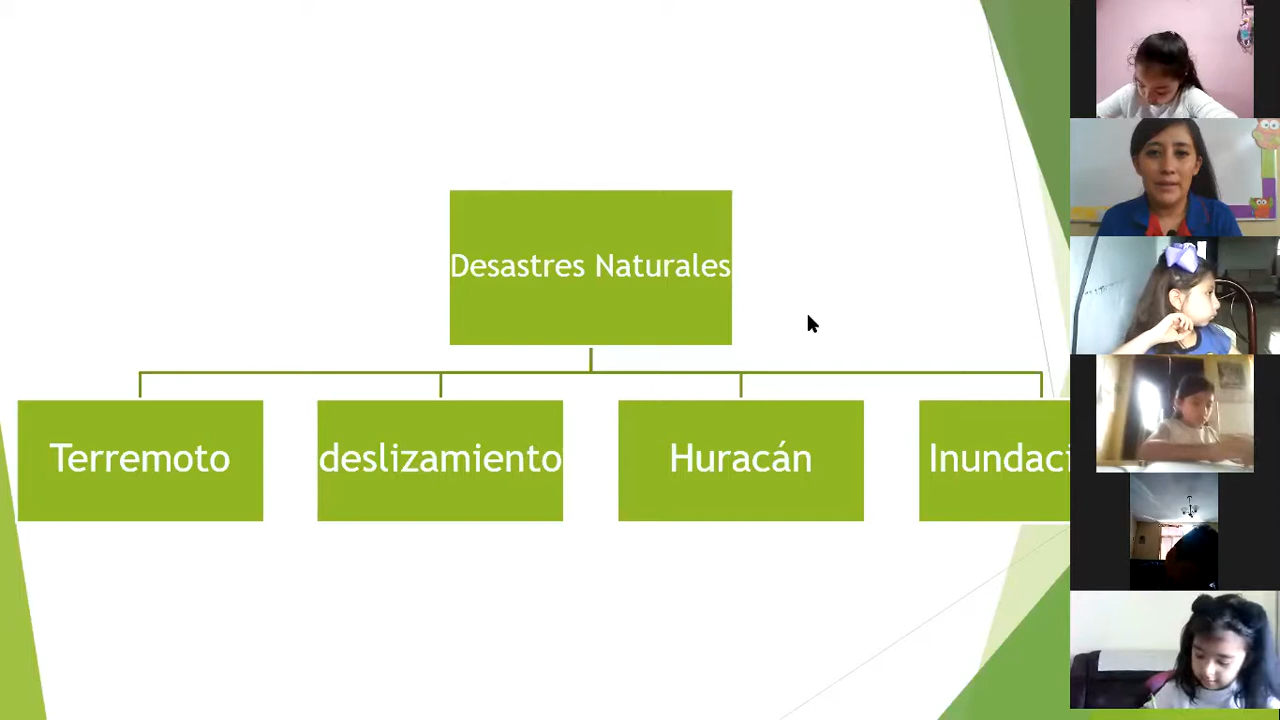 Desastres Naturales
Terremoto
deslizamiento
Huracán
Inundaci